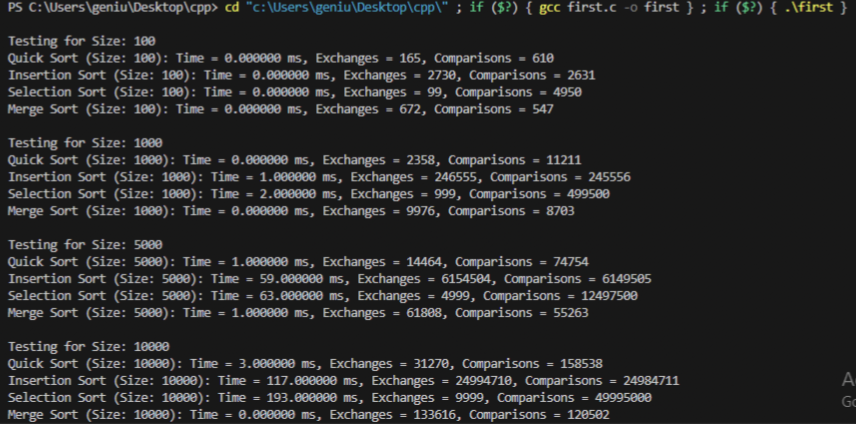 PS C:\Users\geniu\Desktop\cpp> cd "c:\Users\geniu\Desktop\cpp\" ; if ($?) { gcc first.c -o first } ; if ($?) { .\first }
Testing for Size: 100
Quick Sort (Size: 100): Time = 0.000000 ms, Exchanges = 165, Comparisons = 610
Insertion Sort (Size: 100): Time = 0.000000 ms, Exchanges = 2730, Comparisons = 2631
Selection Sort (Size: 100): Time = 0.000000 ms, Exchanges = 99, Comparisons = 4950
Merge Sort (Size: 100): Time = 0.000000 ms, Exchanges = 672, Comparisons = 547
Testing for Size: 1000
Quick Sort (Size: 1000): Time = 0.000000 ms, Exchanges = 2358, Comparisons = 11211
Insertion Sort (Size: 1000): Time = 1.000000 ms, Exchanges = 246555, Comparisons = 245556
Selection Sort (Size: 1000): Time = 2.000000 ms, Exchanges = 999, Comparisons = 499500
Merge Sort (Size: 1000): Time = 0.000000 ms, Exchanges = 9976, Comparisons = 8703
Testing for Size: 5000
Quick Sort (Size: 5000): Time = 1.000000 ms, Exchanges = 14464, Comparisons = 74754
Insertion Sort (Size: 5000): Time = 59.000000 ms, Exchanges = 6154504, Comparisons = 6149505
Selection Sort (Size: 5000): Time = 63.000000 ms, Exchanges = 4999, Comparisons = 12497500
Merge Sort (Size: 5000): Time = 1.000000 ms, Exchanges = 61808, Comparisons = 55263
Testing for Size: 10000
Quick Sort (Size: 10000): Time = 3.000000 ms, Exchanges = 31270, Comparisons = 158538
Insertion Sort (Size: 10000): Time = 117.000000 ms, Exchanges = 24994710, Comparisons = 24984711
Selection Sort (Size: 10000): Time = 193.000000 ms, Exchanges = 9999, Comparisons = 49995000
Merge Sort (Size: 10000): Time = 0.000000 ms, Exchanges = 133616, Comparisons = 120502